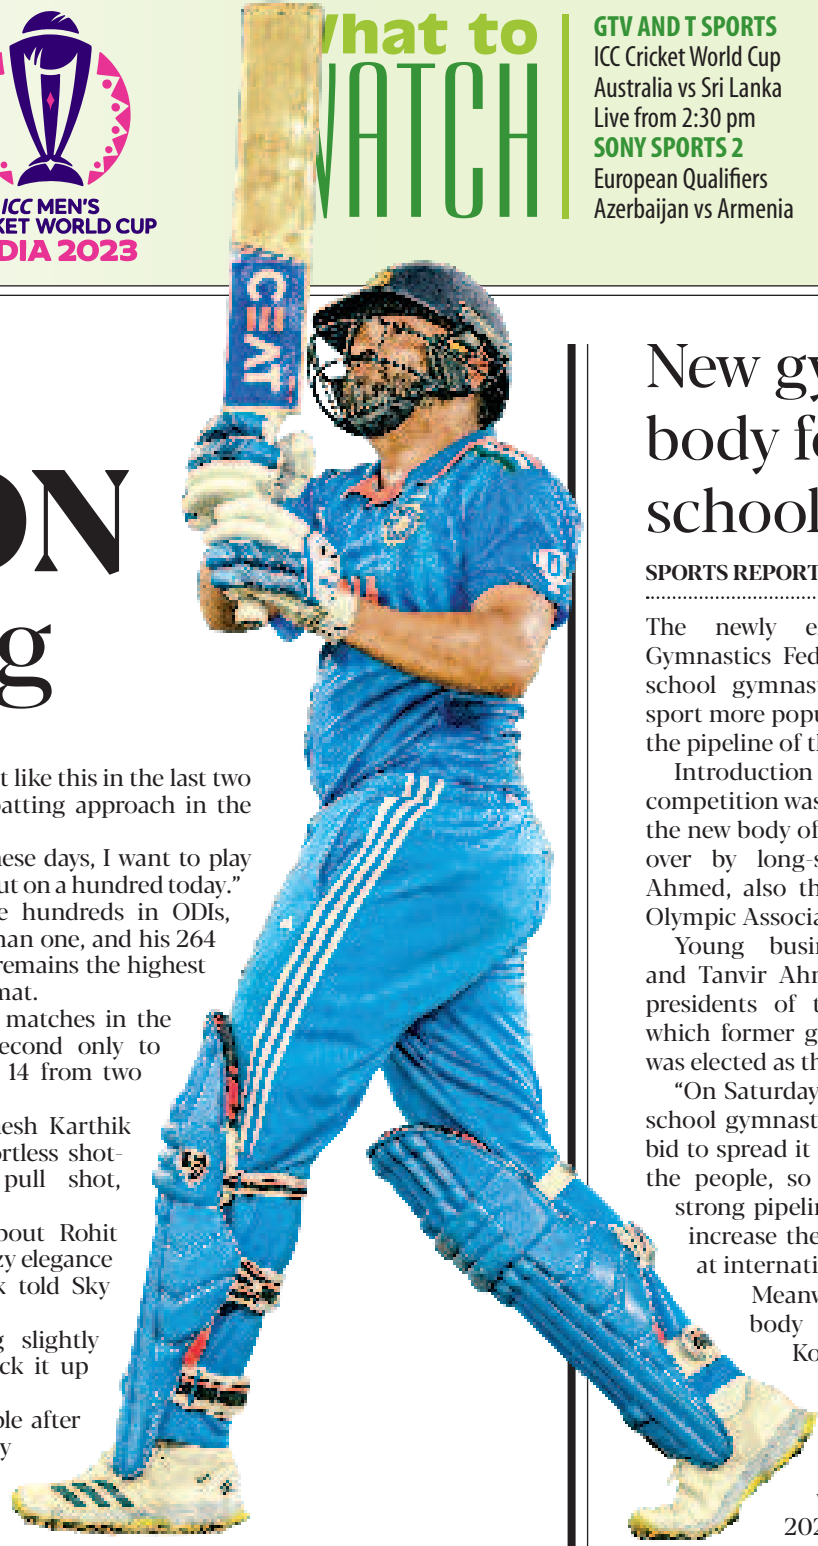 ICC MEN'S
KET WORLD CUP
DIA 2023
What to
WATCH
GTV AND T SPORTS
ICC Cricket World Cup
Australia vs Sri Lanka
Live from 2:30 pm
SONY SPORTS 2
European Qualifiers
Azerbaijan vs Armenia
CEAT
ON
g
t like this in the last two
atting approach in the
hese days, I want to play
ut on a hundred today.”
e hundreds in ODIs,
han one, and his 264
remains the highest
mat.
matches in the
econd only to
14 from two
esh Karthik
rtless shot-
pull shot,
bout Rohit
zy elegance
k told Sky
g slightly
ck it up
ple after
y
New gy
body fo
school
SPORTS REPORT
The newly e
Gymnastics Fed
school gymnast
sport more popu
the pipeline of th
Introduction
competition was
the new body of
over by long-s
Ahmed, also th
Olympic Associa
Young busin
and Tanvir Ahm
presidents of t
which former g
was elected as th
“On Saturday
school gymnast
bid to spread it
the people, so
strong pipelin
increase the
at internati
Meanw
body
Ko
202